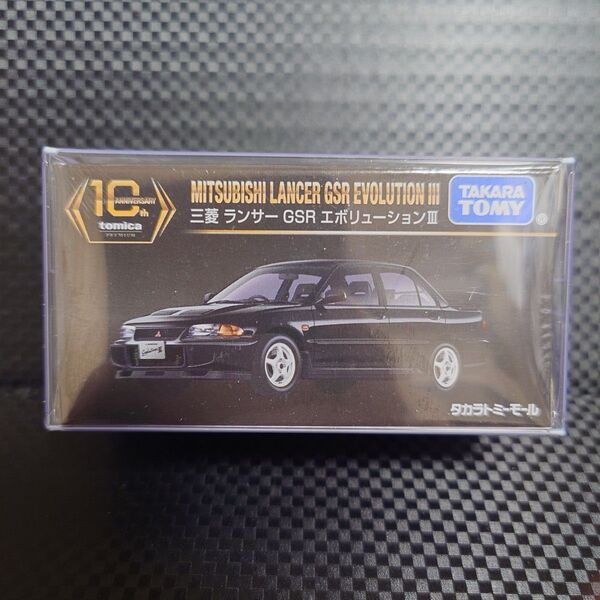 10th
ANNIVERSARY
tomica
PREMIUM
MITSUBISHI LANCER GSR EVOLUTION III
三菱 ランサー GSR エボリューションⅢ
TAKARA
TOMY
Evolution III
タカラトミーモール